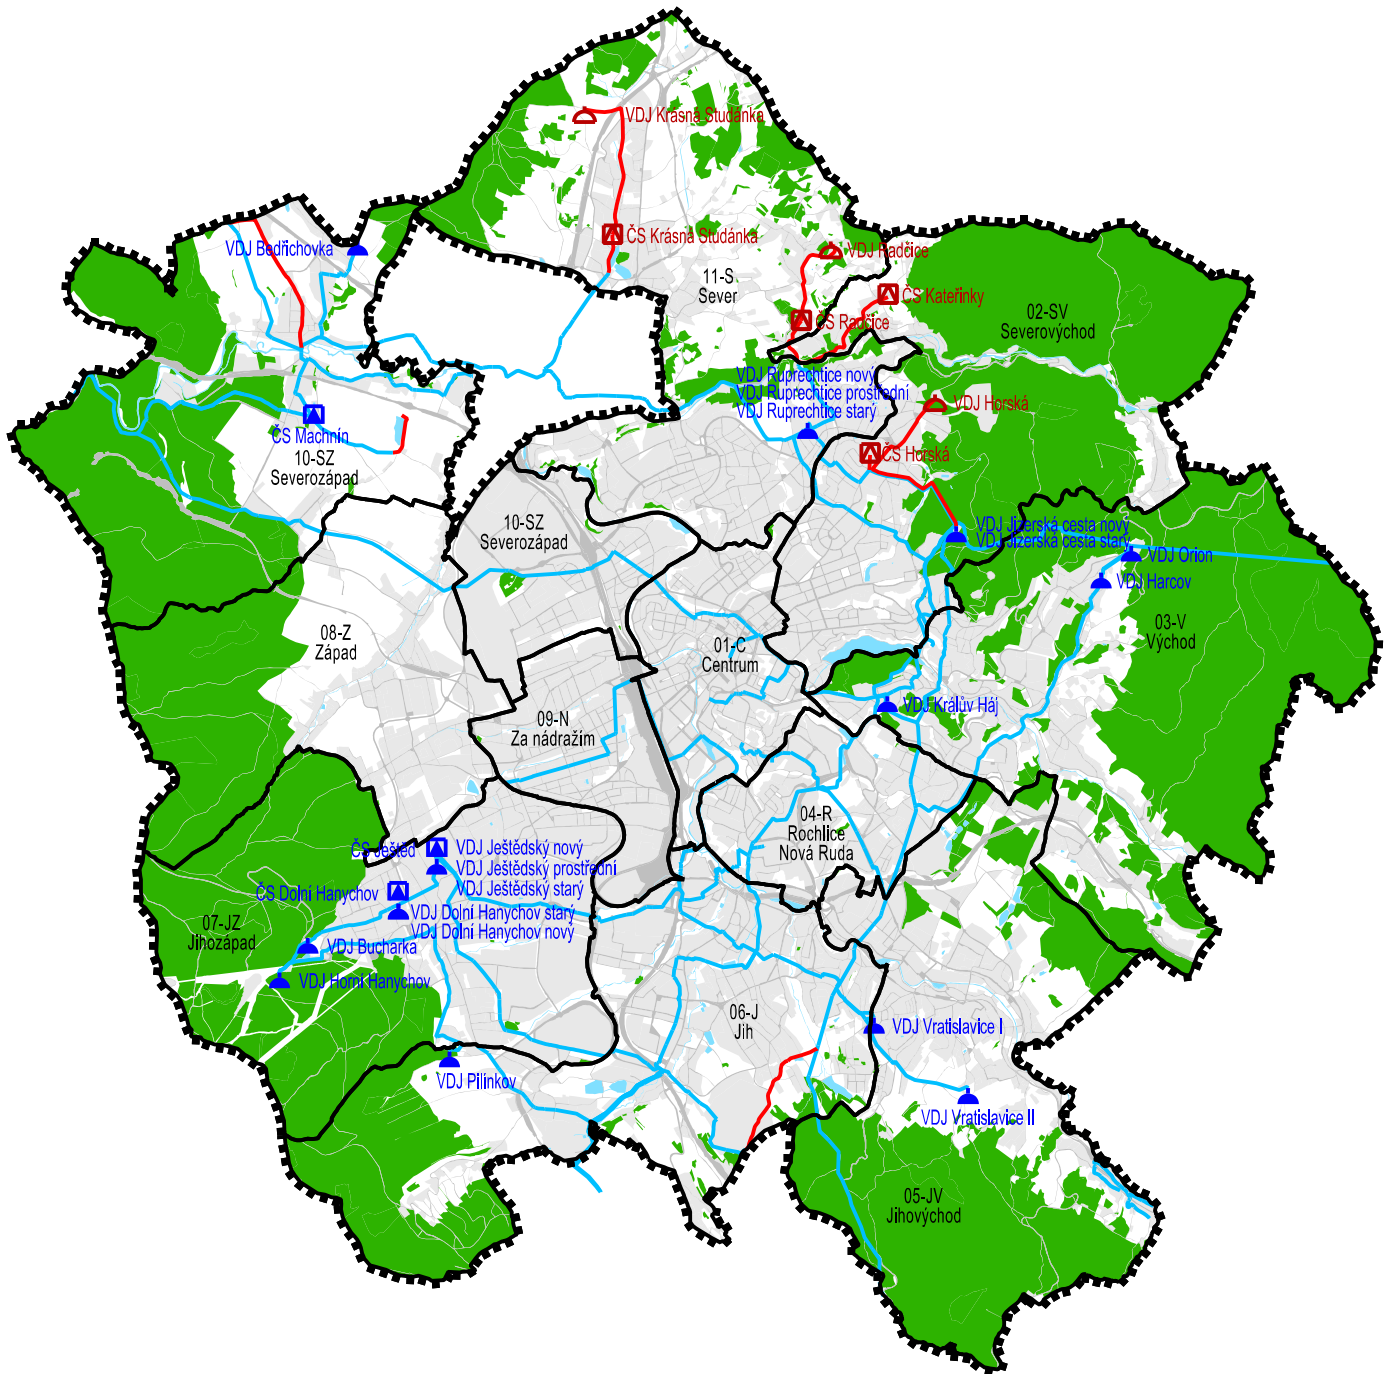 VDJ Krásná Studánka
ČS Krásná Studánka
VDJ Bedřichovka
VDJ Radčice
11-S
Sever
ČS Kateřinky
ČS Radčice
02-SV
Severovýchod
VDJ Ruprechtice nový
VDJ Ruprechtice prostřední
VDJ Ruprechtice starý
VDJ Horská
ČS Machnín
10-SZ
Severozápad
ČS Horská
10-SZ
Severozápad
VDJ Jizerská cesta nový
VDJ Jizerská cesta starý
VDJ Orion
VDJ Harcov
08-Z
Západ
01-C
Centrum
03-V
Východ
VDJ Králův Háj
09-N
Za nádražím
04-R
Rochlice
Nová Ruda
ČS Ještěd
VDJ Ještědský nový
VDJ Ještědský prostřední
VDJ Ještědský starý
ČS Dolní Hanychov
VDJ Dolní Hanychov starý
VDJ Dolní Hanychov nový
07-JZ
Jihozápad
VDJ Bucharka
VDJ Horní Hanychov
06-J
Jih
VDJ Vratislavice I
VDJ Pilínkov
VDJ Vratislavice II
05-JV
Jihovýchod